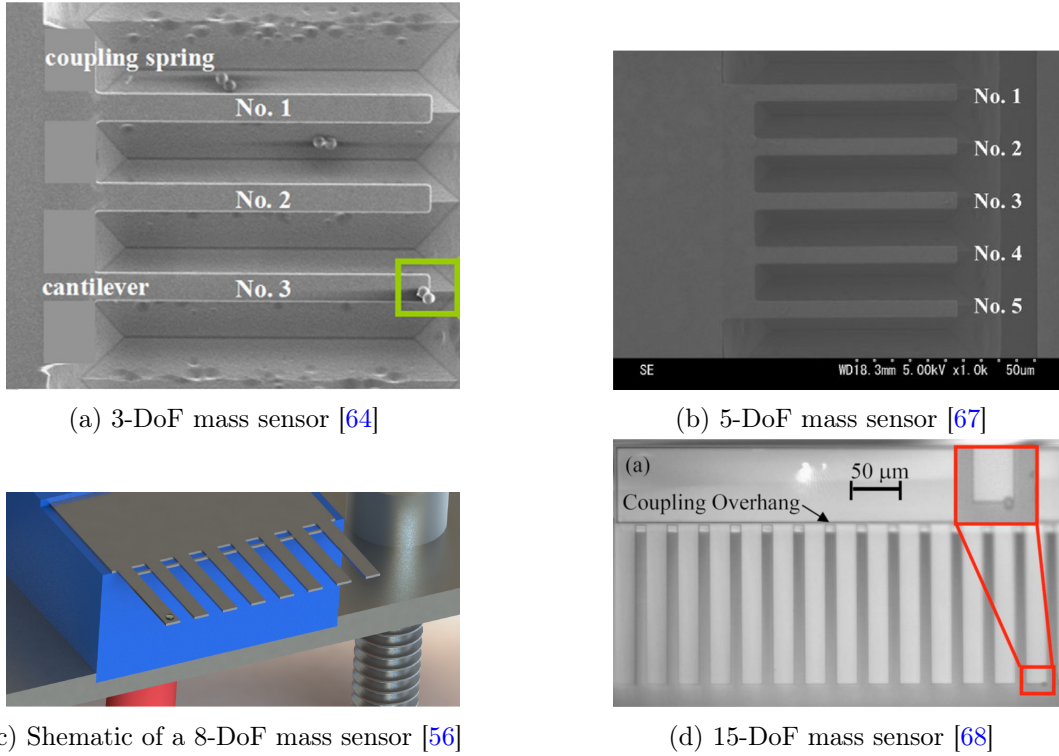 coupling spring
No. 1
No. 2
cantilever
No. 3
(a) 3-DoF mass sensor [64]
No. 1
No. 2
No. 3
No. 4
No. 5
SE
WD18.3mm 5.00kV x1.0k 50um
(b) 5-DoF mass sensor [67]
c) Shematic of a 8-DoF mass sensor [56]
(a)
50 μm
Coupling Overhang
(d) 15-DoF mass sensor [68]